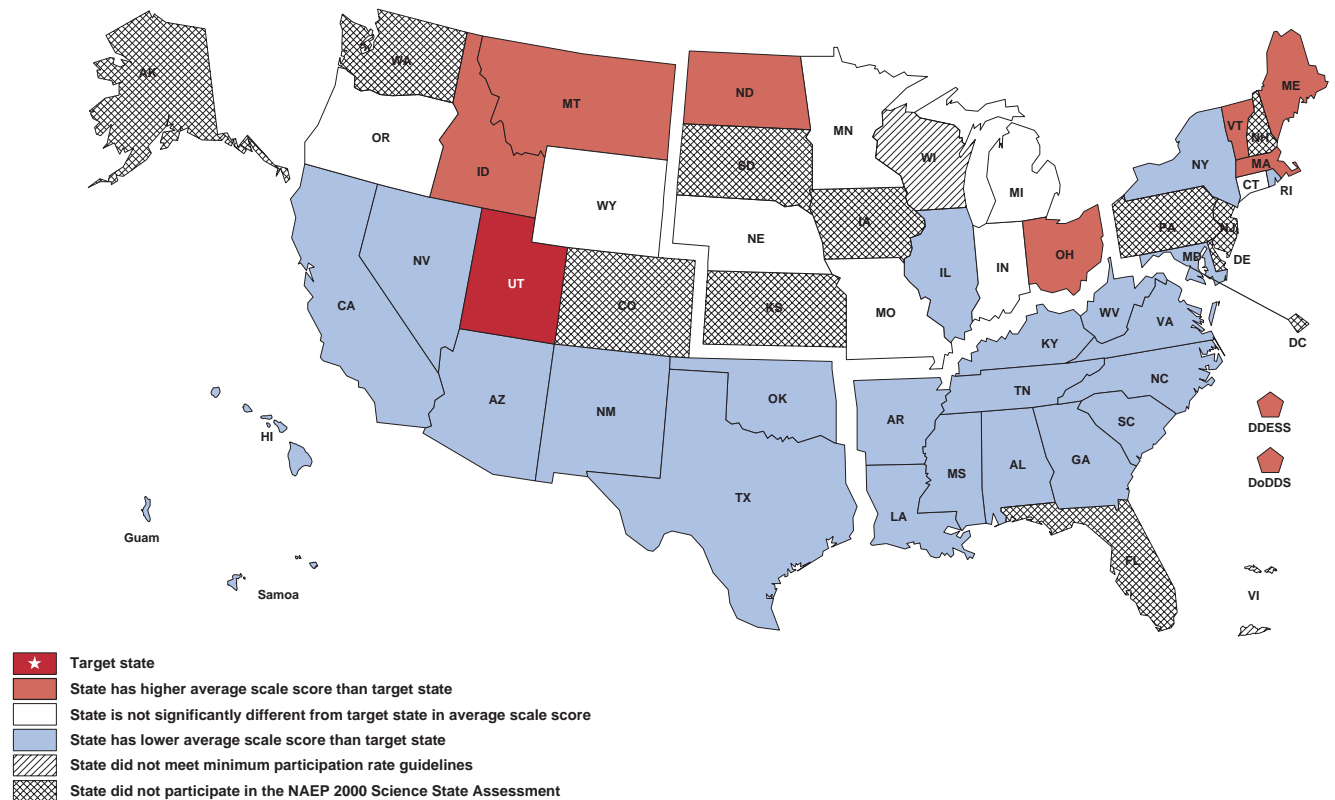 AK
WA
MT
ND
MN
ME
VT
NH
OR
ID
SD
WI
NY
MA
MI
CT
RI
WY
IA
PA
NJ
NE
DE
NV
UT
CO
KS
IL
IN
OH
MD
CA
MO
WV
VA
KY
DC
AZ
NM
OK
TN
NC
AR
SC
DDESS
HI
MS
AL
GA
DoDDS
TX
LA
Guam
FL
Samoa
VI
Target state
State has higher average scale score than target state
State is not significantly different from target state in average scale score
State has lower average scale score than target state
State did not meet minimum participation rate guidelines
State did not participate in the NAEP 2000 Science State Assessment